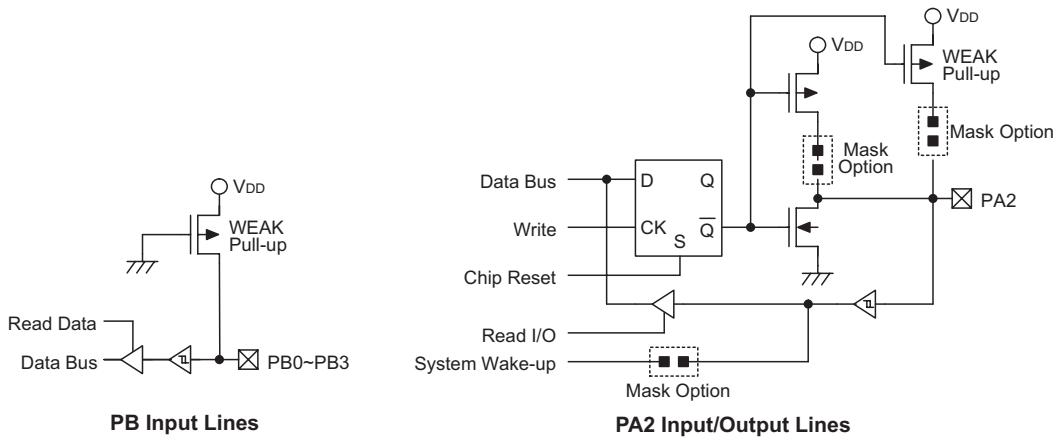 VDD
WEAK
Pull-up
Read Data
Data Bus
PB0~PB3
PB Input Lines
VDD
VDD
WEAK
Pull-up
Mask Option
Mask
Option
Data Bus
D
Q
PA2
Write
CK
Q
S
Chip Reset
Read I/O
System Wake-up
Mask Option
PA2 Input/Output Lines